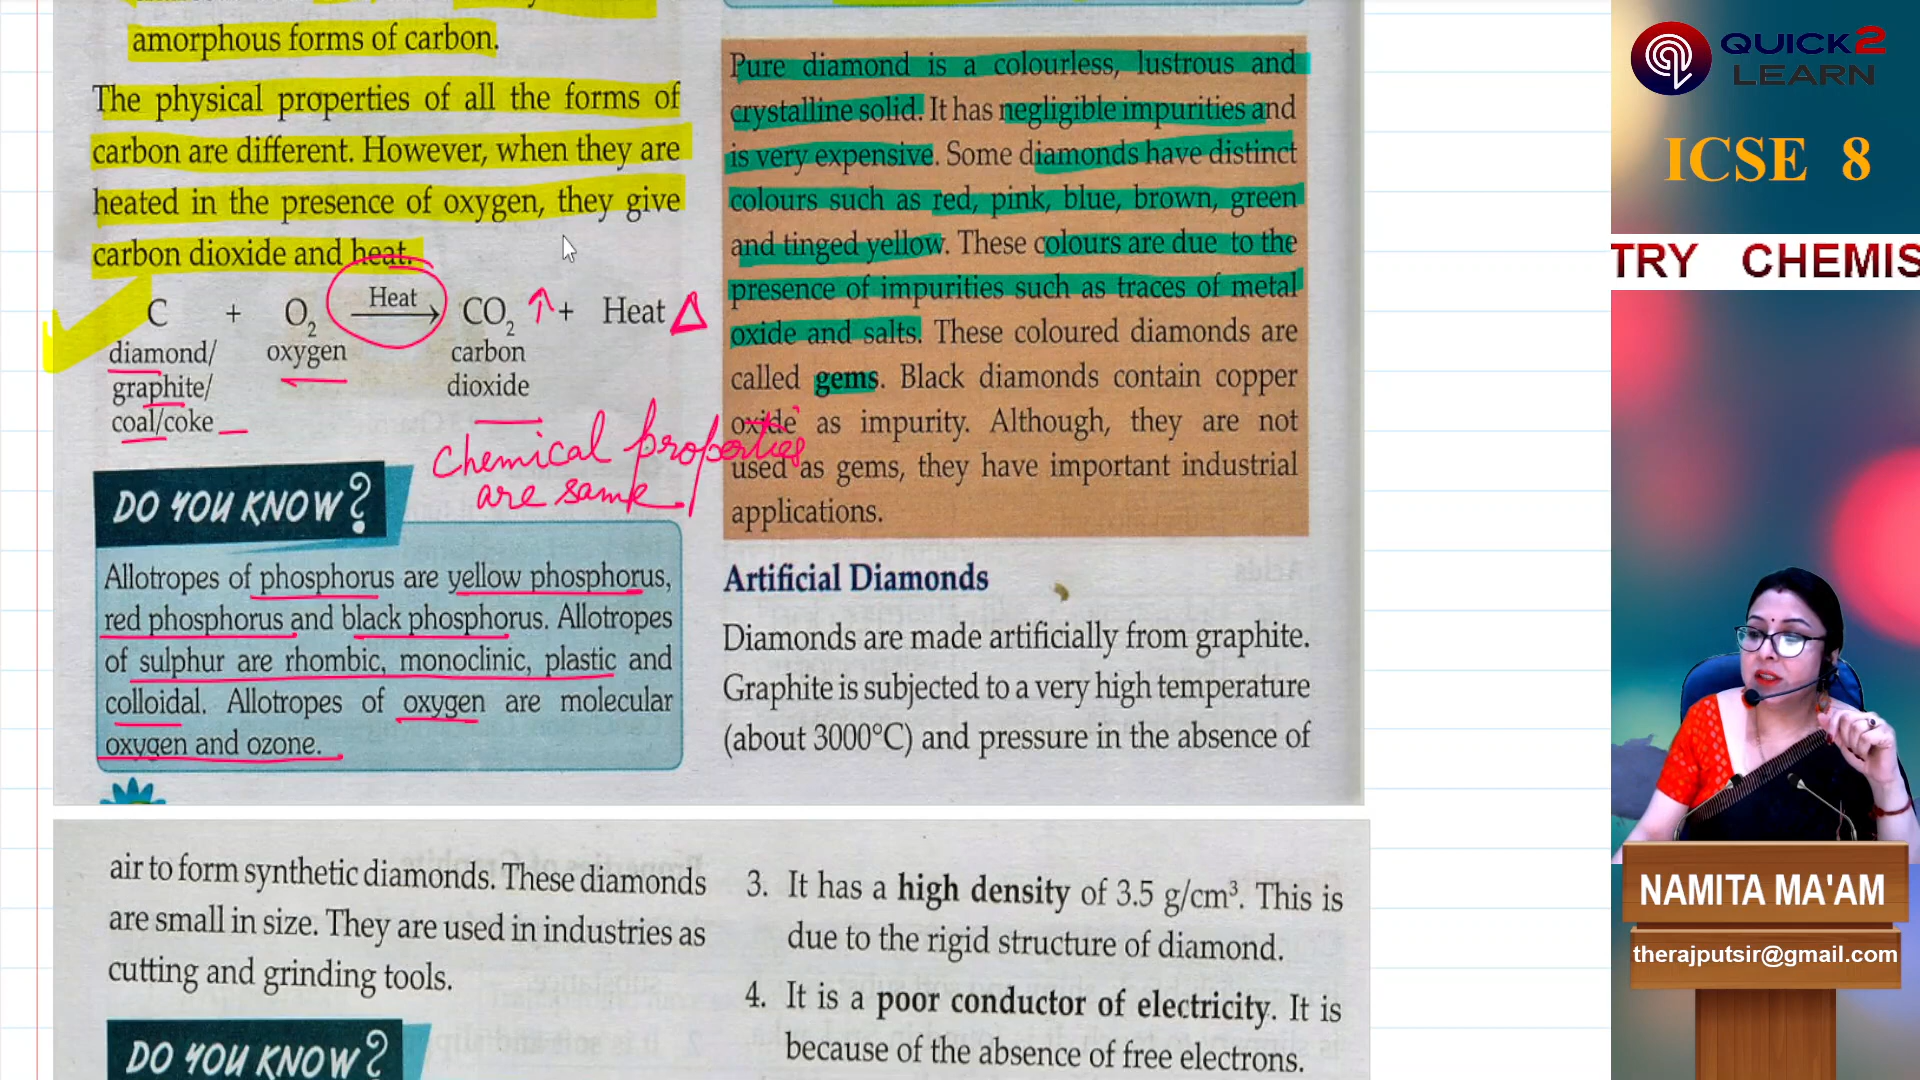 amorphous forms of carbon.
The physical properties of all the forms of
carbon are different. However, when they are
heated in the presence of oxygen, they give
carbon dioxide and heat.
C + O₂ Heat → CO₂ ↑ + Heat Δ
diamond/ oxygen carbon
graphite/ dioxide
coal/coke
Chemical properties
are same.
DO YOU KNOW?
Allotropes of phosphorus are yellow phosphorus,
red phosphorus and black phosphorus. Allotropes
of sulphur are rhombic, monoclinic, plastic and
colloidal. Allotropes of oxygen are molecular
oxygen and ozone.
Pure diamond is a colourless, lustrous and
crystalline solid. It has negligible impurities and
is very expensive. Some diamonds have distinct
colours such as red, pink, blue, brown, green
and tinged yellow. These colours are due to the
presence of impurities such as traces of metal
oxide and salts. These coloured diamonds are
called gems. Black diamonds contain copper
oxide as impurity. Although, they are not
used as gems, they have important industrial
applications.
Artificial Diamonds
Diamonds are made artificially from graphite.
Graphite is subjected to a very high temperature
(about 3000°C) and pressure in the absence of
air to form synthetic diamonds. These diamonds
are small in size. They are used in industries as
cutting and grinding tools.
DO YOU KNOW?
3. It has a high density of 3.5 g/cm³. This is
due to the rigid structure of diamond.
4. It is a poor conductor of electricity. It is
because of the absence of free electrons.
QUICK2
LEARN
ICSE 8
TRY CHEMIS
NAMITA MA'AM
therajputsir@gmail.com